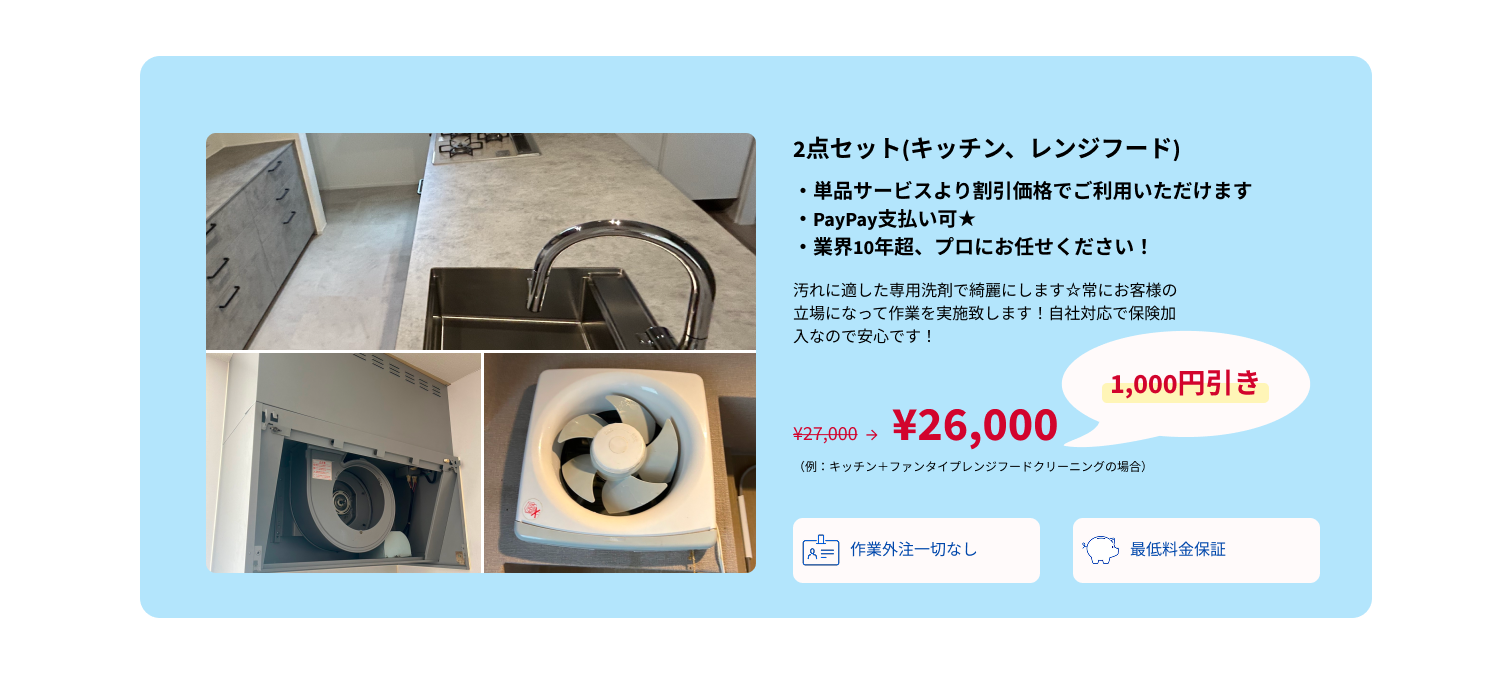 2点セット(キッチン、レンジフード)
・単品サービスより割引価格でご利用いただけます
・PayPay支払い可★
・業界10年超、プロにお任せください！
汚れに適した専用洗剤で綺麗にします☆常にお客様の
立場になって作業を実施致します！自社対応で保険加
入なので安心です！
1,000円引き
¥27,000 → ¥26,000
（例：キッチン＋ファンタイプレンジフードクリーニングの場合）
作業外注一切なし
最低料金保証